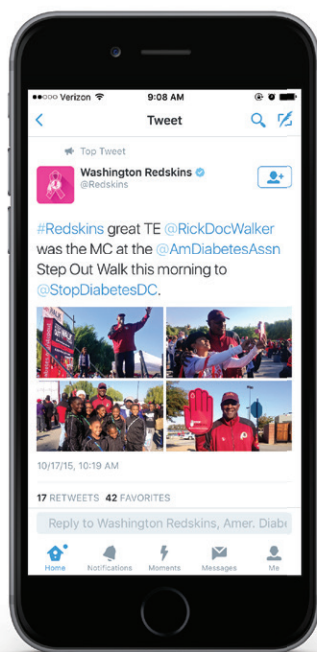 Verizon 9:08 AM
Tweet
Top Tweet
Washington Redskins
@Redskins
#Redskins great TE @RickDocWalker
was the MC at the @AmDiabetesAssn
Step Out Walk this morning to
@StopDiabetesDC.
10/17/15, 10:19 AM
17 RETWEETS 42 FAVORITES
Reply to Washington Redskins, Amer. Diabe
Home Notifications Moments Messages Me